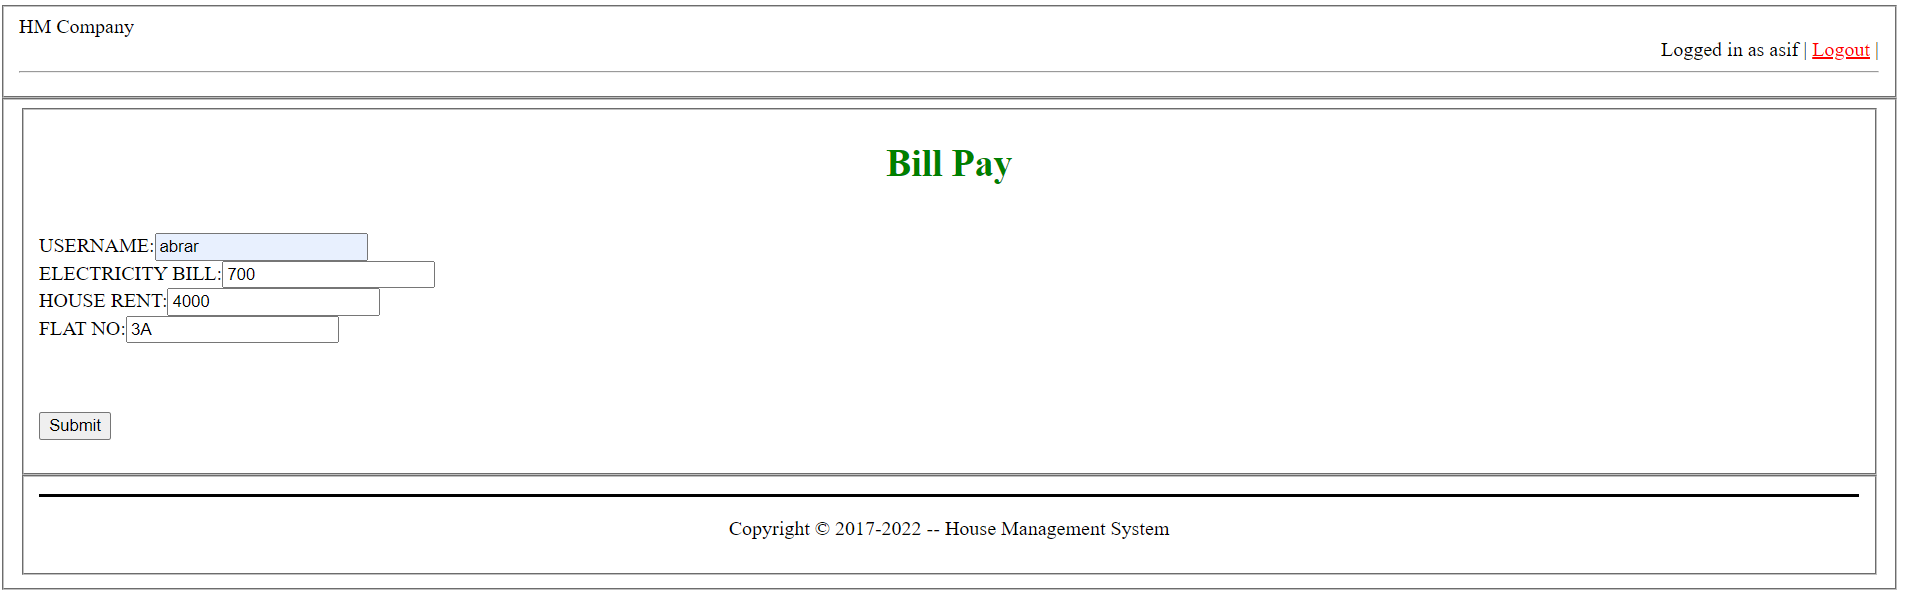 HM Company
Logged in as asif | Logout |
Bill Pay
USERNAME: abrar
ELECTRICITY BILL: 700
HOUSE RENT: 4000
FLAT NO: 3A
Submit
Copyright © 2017-2022 -- House Management System